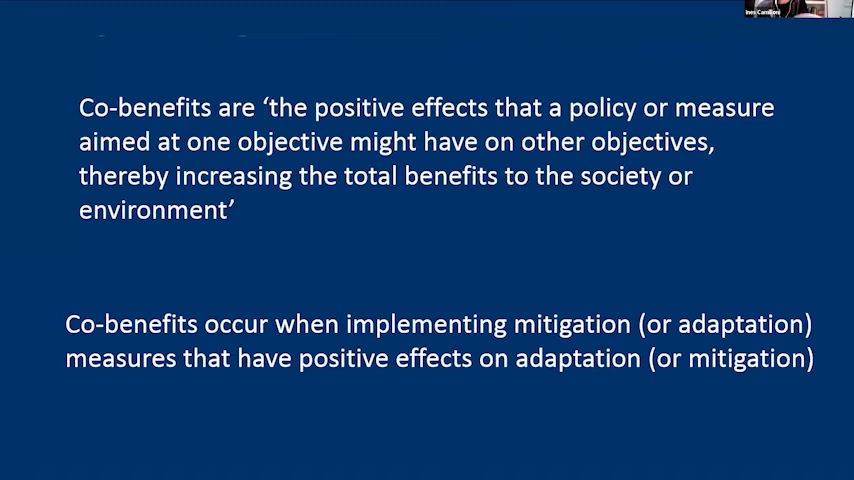 Ines Camilloni
Co-benefits are ‘the positive effects that a policy or measure
aimed at one objective might have on other objectives,
thereby increasing the total benefits to the society or
environment’
Co-benefits occur when implementing mitigation (or adaptation)
measures that have positive effects on adaptation (or mitigation)